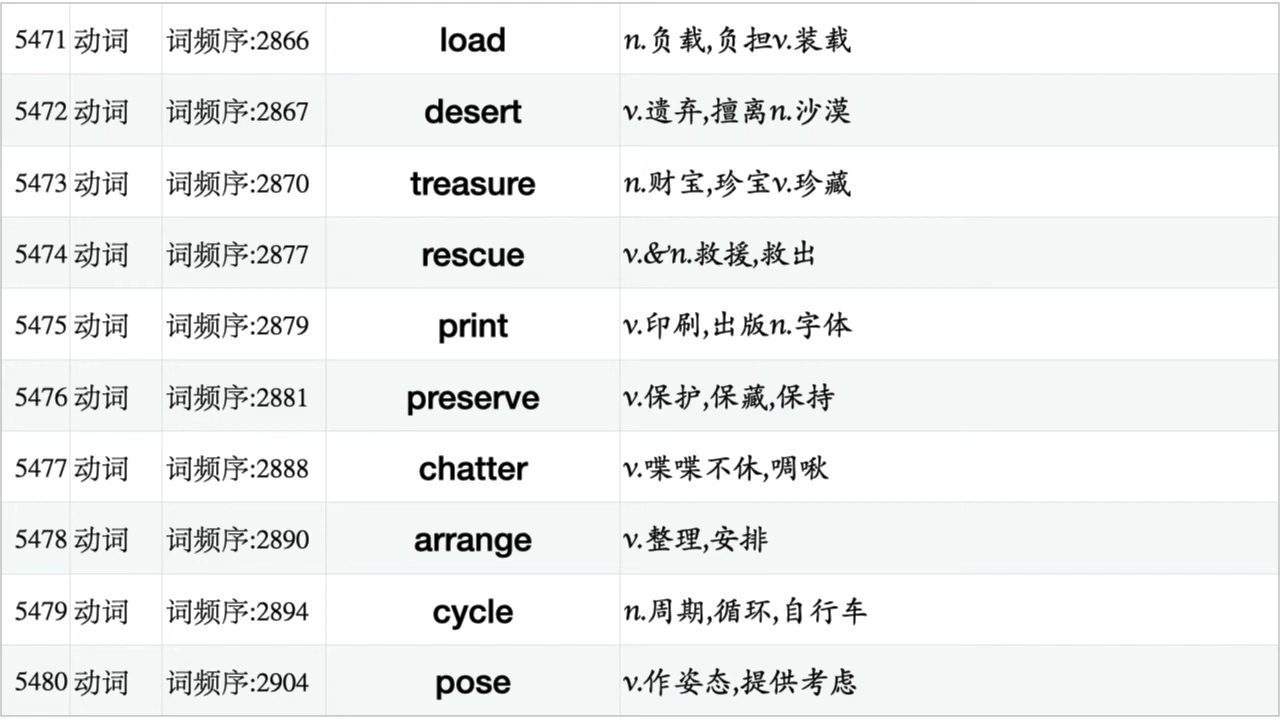 5471 动词 词频序:2866 load n.负载,负担v.装载
5472 动词 词频序:2867 desert v.遗弃,擅离n.沙漠
5473 动词 词频序:2870 treasure n.财宝,珍宝v.珍藏
5474 动词 词频序:2877 rescue v.&n.救援,救出
5475 动词 词频序:2879 print v.印刷,出版n.字体
5476 动词 词频序:2881 preserve v.保护,保藏,保持
5477 动词 词频序:2888 chatter v.喋喋不休,啁啾
5478 动词 词频序:2890 arrange v.整理,安排
5479 动词 词频序:2894 cycle n.周期,循环,自行车
5480 动词 词频序:2904 pose v.作姿态,提供考虑